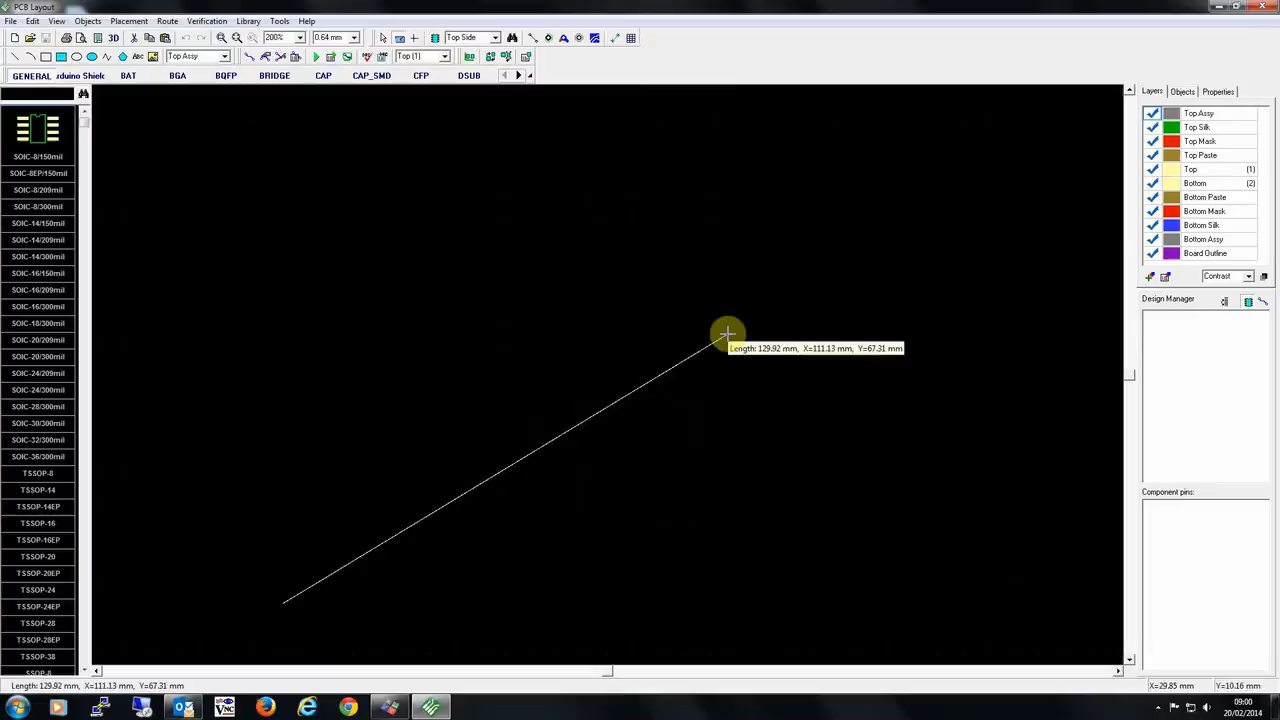 PCB Layout
File Edit View Objects Placement Route Verification Library Tools Help
3D 200% 0.64 mm Top Side
Abc Top Assy Top (1)
GENERAL rduino Shielc BAT BGA BQFP BRIDGE CAP CAP_SMD CFP DSUB
SOIC-8/150mil
SOIC-8EP/150mil
SOIC-8/209mil
SOIC-8/300mil
SOIC-14/150mil
SOIC-14/209mil
SOIC-14/300mil
SOIC-16/150mil
SOIC-16/209mil
SOIC-16/300mil
SOIC-18/300mil
SOIC-20/209mil
SOIC-20/300mil
SOIC-24/209mil
SOIC-24/300mil
SOIC-28/300mil
SOIC-30/300mil
SOIC-32/300mil
SOIC-36/300mil
TSSOP-8
TSSOP-14
TSSOP-14EP
TSSOP-16
TSSOP-16EP
TSSOP-20
TSSOP-20EP
TSSOP-24
TSSOP-24EP
TSSOP-28
TSSOP-28EP
TSSOP-38
SSOP-8
Length: 129.92 mm, X=111.13 mm, Y=67.31 mm
Layers Objects Properties
Top Assy
Top Silk
Top Mask
Top Paste
Top (1)
Bottom (2)
Bottom Paste
Bottom Mask
Bottom Silk
Bottom Assy
Board Outline
Contrast
Design Manager
Component pins:
Length: 129.92 mm, X=111.13 mm, Y=67.31 mm
X=29.85 mm Y=10.16 mm
VNC
09:00
20/02/2014